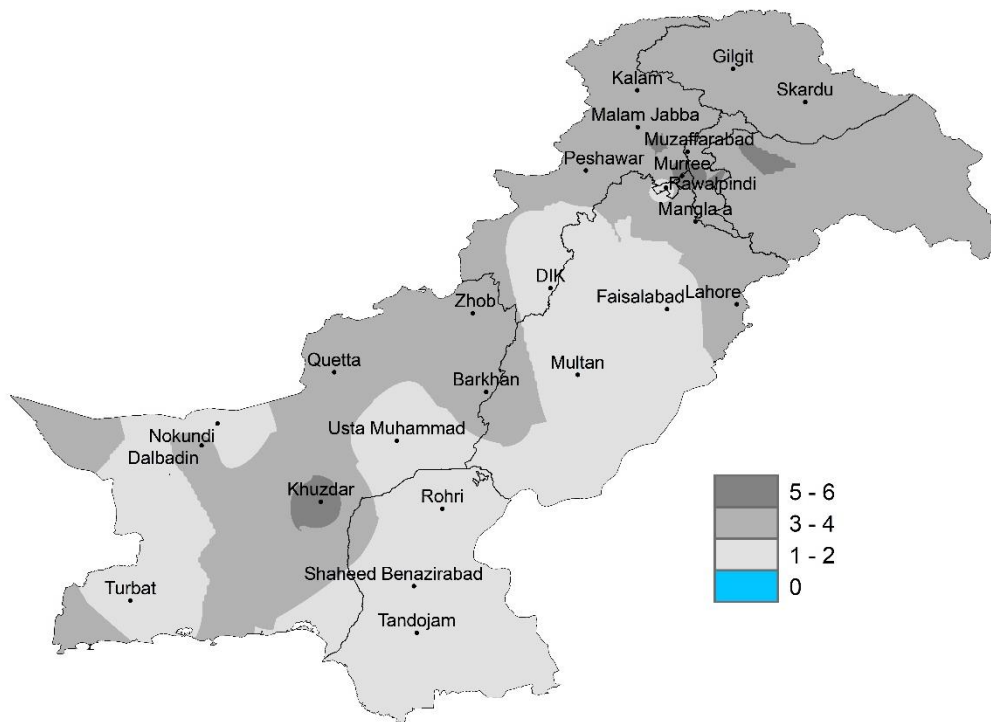 Gilgit
Kalam
Skardu
Malam Jabba
Muzaffarabad
Peshawar
Murree
Rawalpindi
Mangla a
DIK
Zhob
Faisalabad
Lahore
Quetta
Multan
Barkhan
Usta Muhammad
Nokundi
Dalbadin
Khuzdar
Rohri
5 - 6
3 - 4
1 - 2
0
Turbat
Shaheed Benazirabad
Tandojam